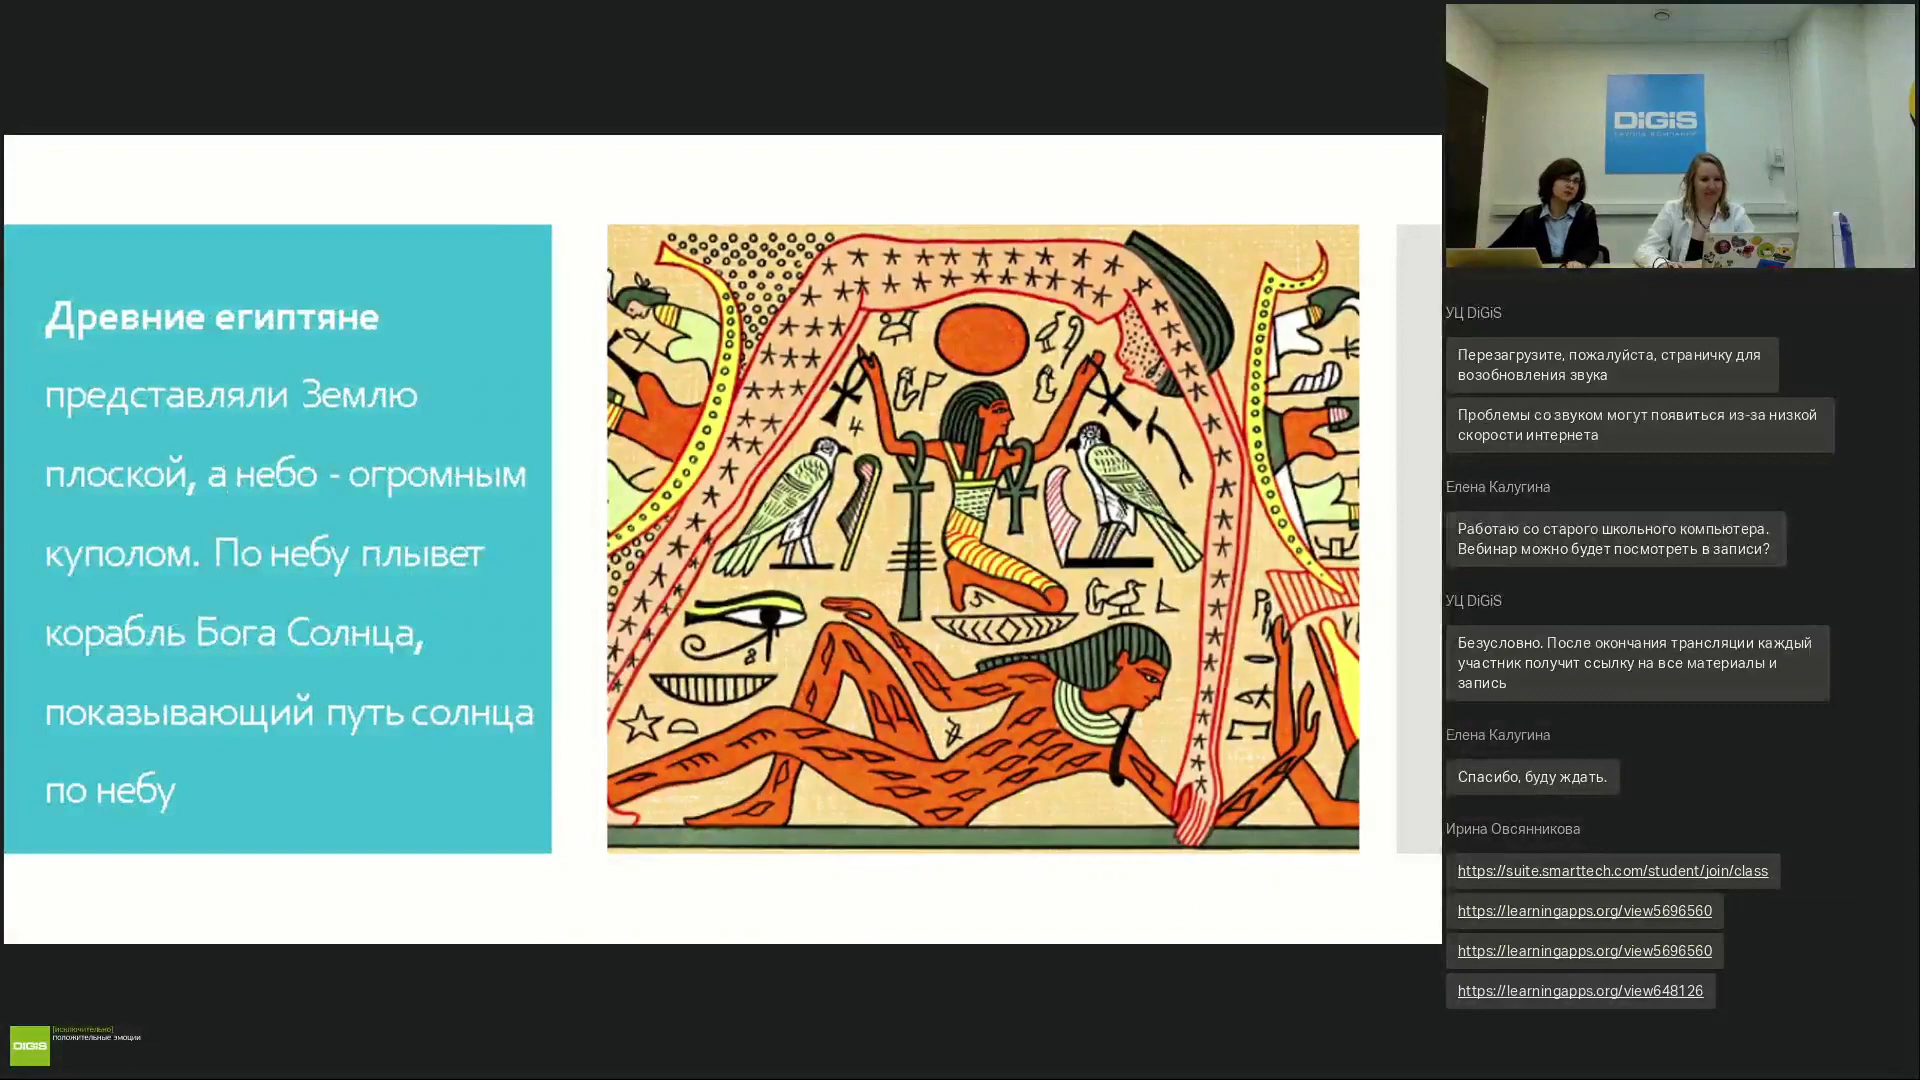 Древние египтяне
представляли Землю
плоской, а небо - огромным
куполом. По небу плывет
корабль Бога Солнца,
показывающий путь солнца
по небу
DiGiS
ГРУППА КОМПАНИЙ
УЦ DiGiS
Перезагрузите, пожалуйста, страничку для
возобновления звука
Проблемы со звуком могут появиться из-за низкой
скорости интернета
Елена Калугина
Работаю со старого школьного компьютера.
Вебинар можно будет посмотреть в записи?
УЦ DiGiS
Безусловно. После окончания трансляции каждый
участник получит ссылку на все материалы и
запись
Елена Калугина
Спасибо, буду ждать.
Ирина Овсянникова
https://suite.smarttech.com/student/join/class
https://learningapps.org/view5696560
https://learningapps.org/view5696560
https://learningapps.org/view648126
DiGiS
[исключительно]
положительные эмоции